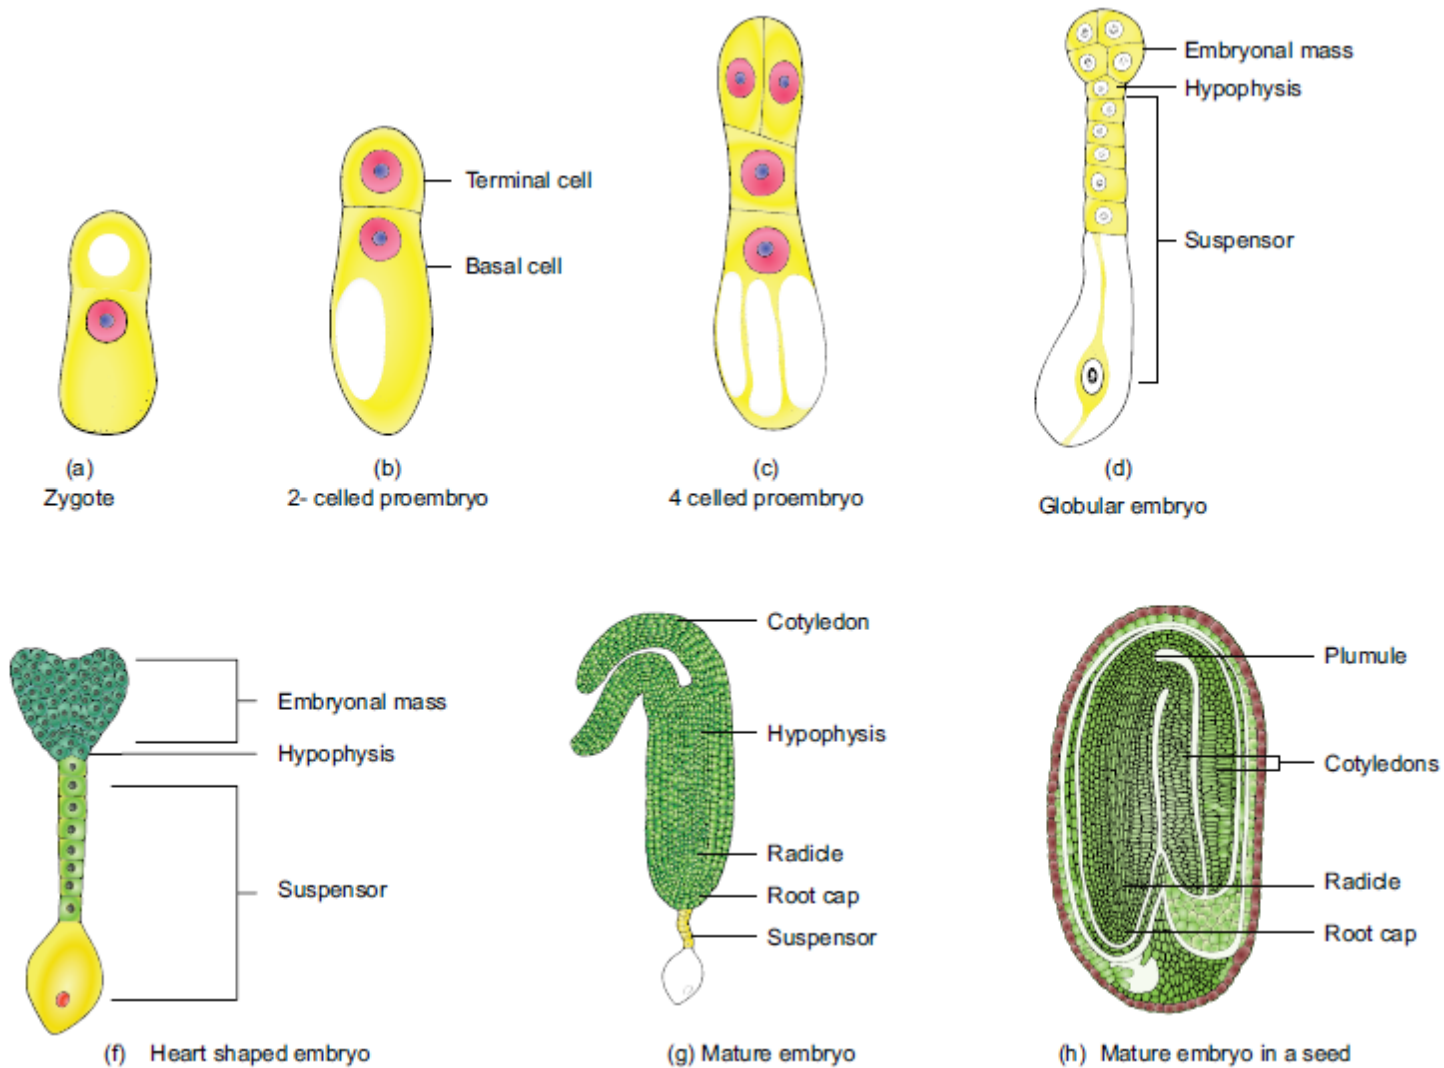 Embryonal mass
Hypophysis
Terminal cell
Basal cell
Suspensor
(a)
Zygote
(b)
2- celled proembryo
(c)
4 celled proembryo
(d)
Globular embryo
Embryonal mass
Hypophysis
Suspensor
(f) Heart shaped embryo
Cotyledon
Hypophysis
Radicle
Root cap
Suspensor
(g) Mature embryo
Plumule
Cotyledons
Radicle
Root cap
(h) Mature embryo in a seed